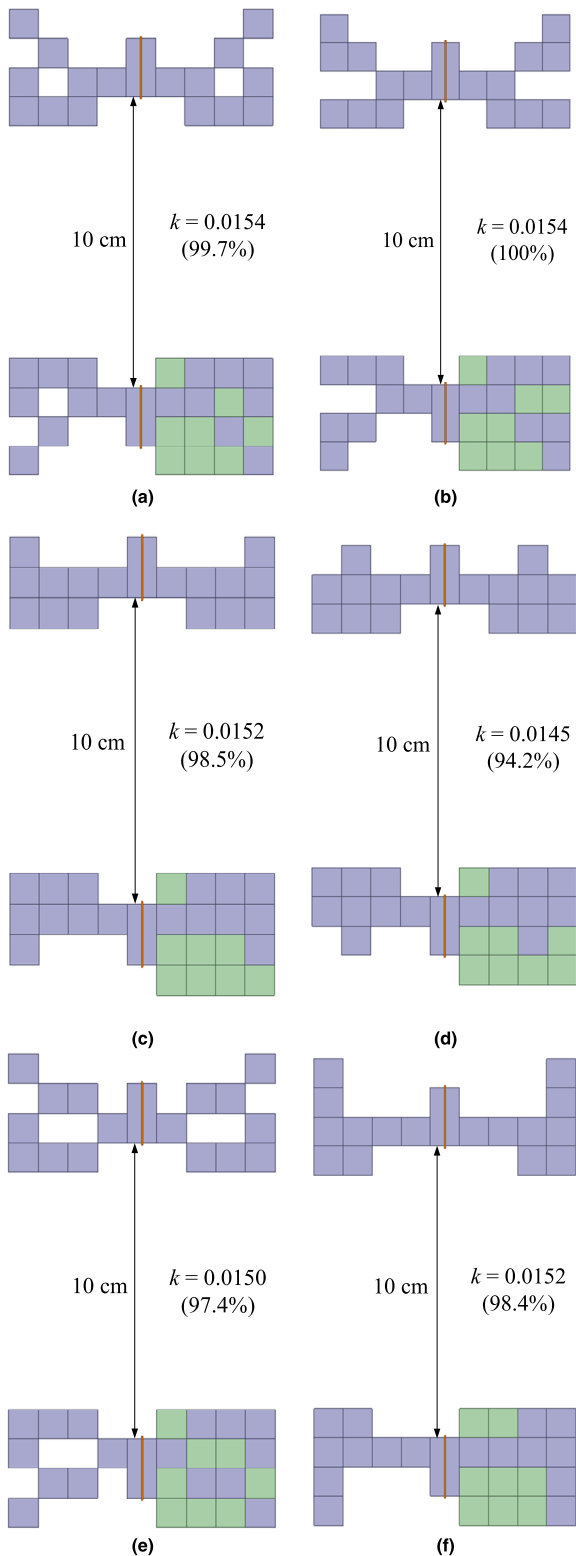 10 cm
k = 0.0154
(99.7%)
(a)
10 cm
k = 0.0154
(100%)
(b)
10 cm
k = 0.0152
(98.5%)
(c)
10 cm
k = 0.0145
(94.2%)
(d)
10 cm
k = 0.0150
(97.4%)
(e)
10 cm
k = 0.0152
(98.4%)
(f)